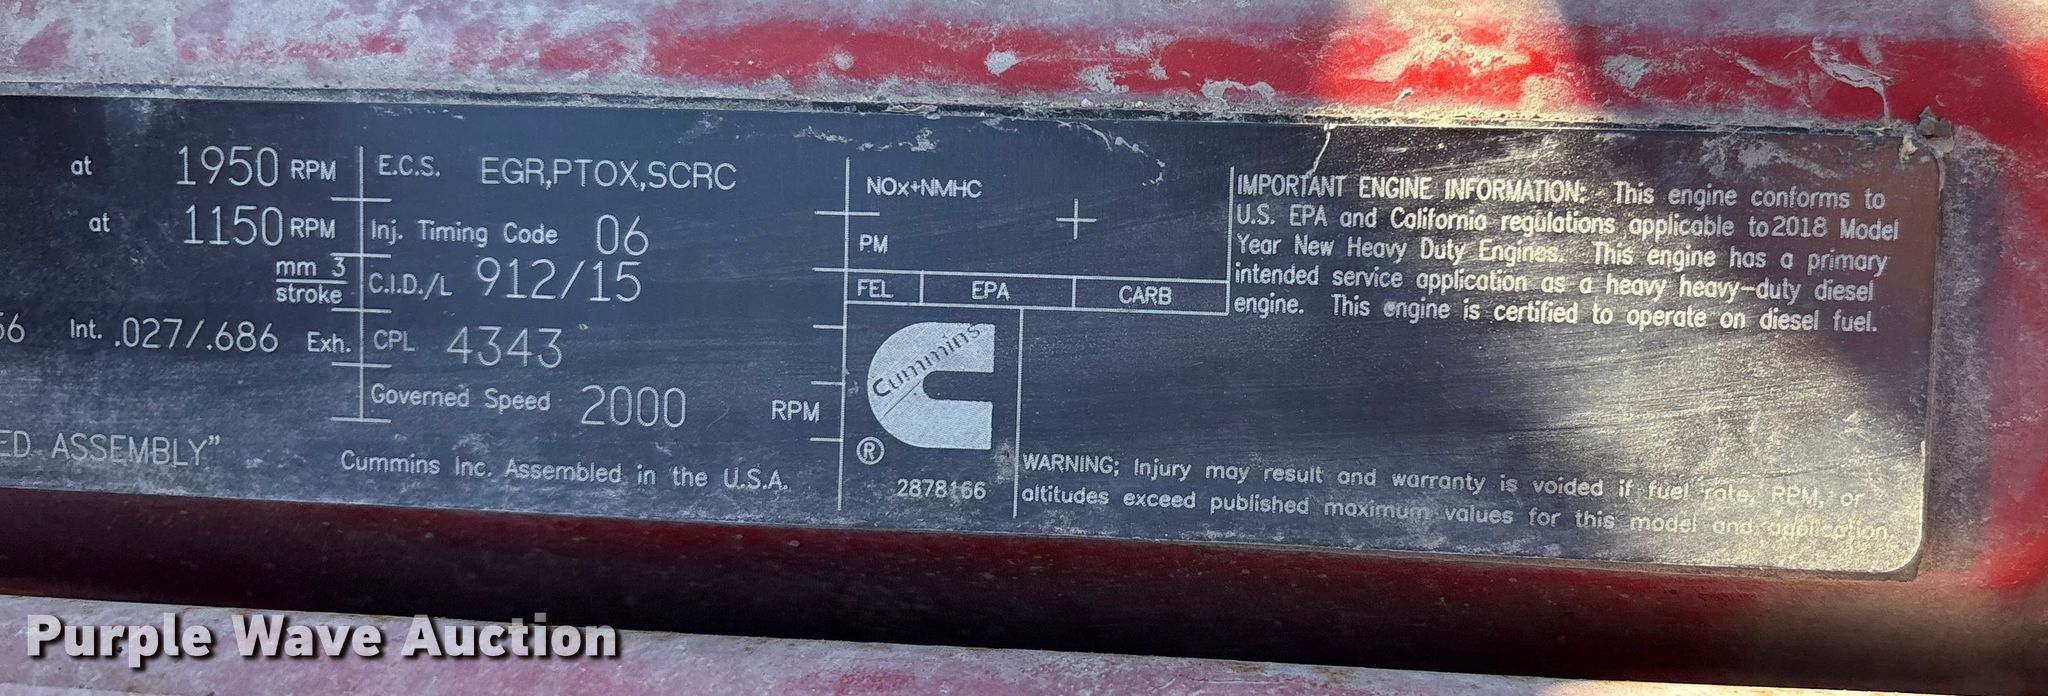 at 1950 RPM
at 1150 RPM
mm 3
stroke
56 Int. .027/.686 Exh.
ED ASSEMBLY”
E.C.S. EGR,PTOX,SCRC
Inj. Timing Code 06
C.I.D./L 912/15
CPL 4343
Governed Speed 2000 RPM
Cummins Inc. Assembled in the U.S.A.
NOx+NMHC
PM
FEL EPA CARB
Cummins
®
2878166
IMPORTANT ENGINE INFORMATION: This engine conforms to
U.S. EPA and California regulations applicable to 2018 Model
Year New Heavy Duty Engines. This engine has a primary
intended service application as a heavy heavy-duty diesel
engine. This engine is certified to operate on diesel fuel.
WARNING; Injury may result and warranty is voided if fuel rate, RPM, or
altitudes exceed published maximum values for this model and application.
Purple Wave Auction